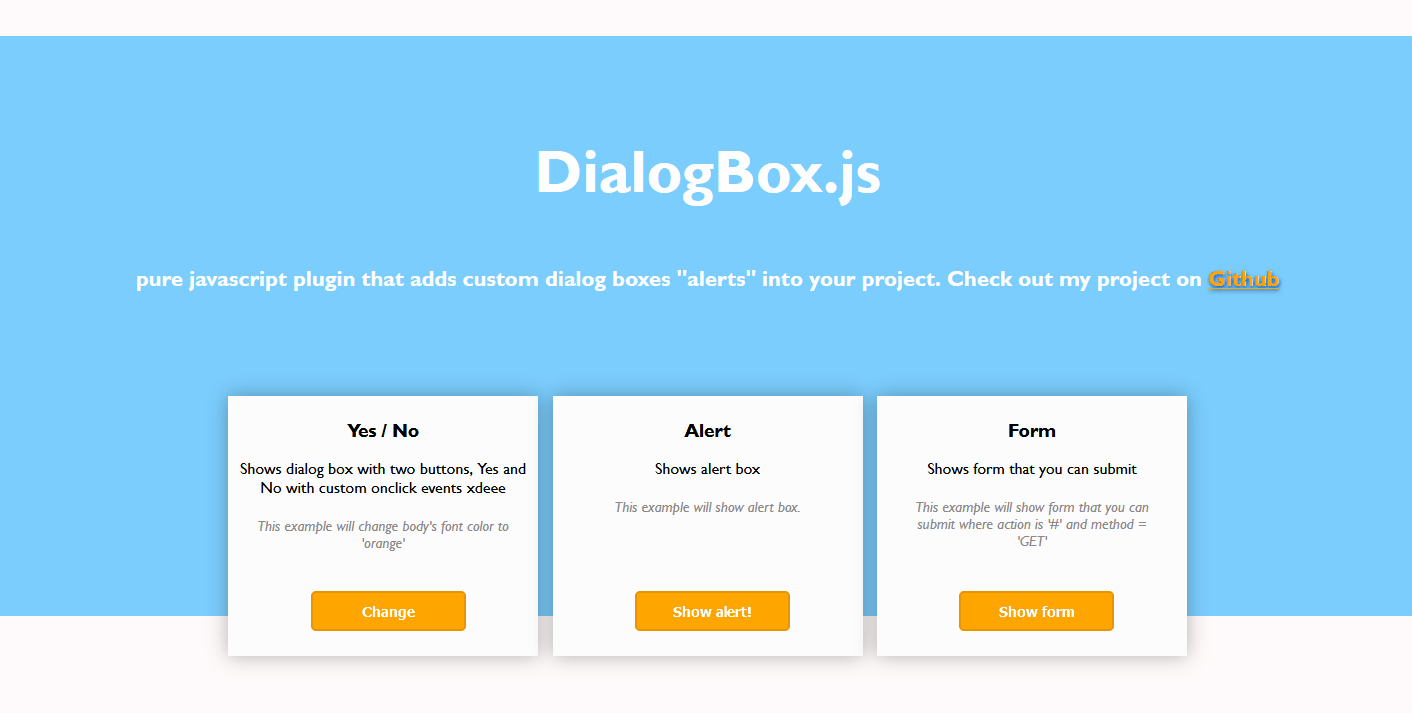 DialogBox.js
pure javascript plugin that adds custom dialog boxes "alerts" into your project. Check out my project on Github
Yes / No
Shows dialog box with two buttons, Yes and
No with custom onclick events xdeee
This example will change body's font color to
'orange'
Change
Alert
Shows alert box
This example will show alert box.
Show alert!
Form
Shows form that you can submit
This example will show form that you can
submit where action is '#' and method =
'GET'
Show form